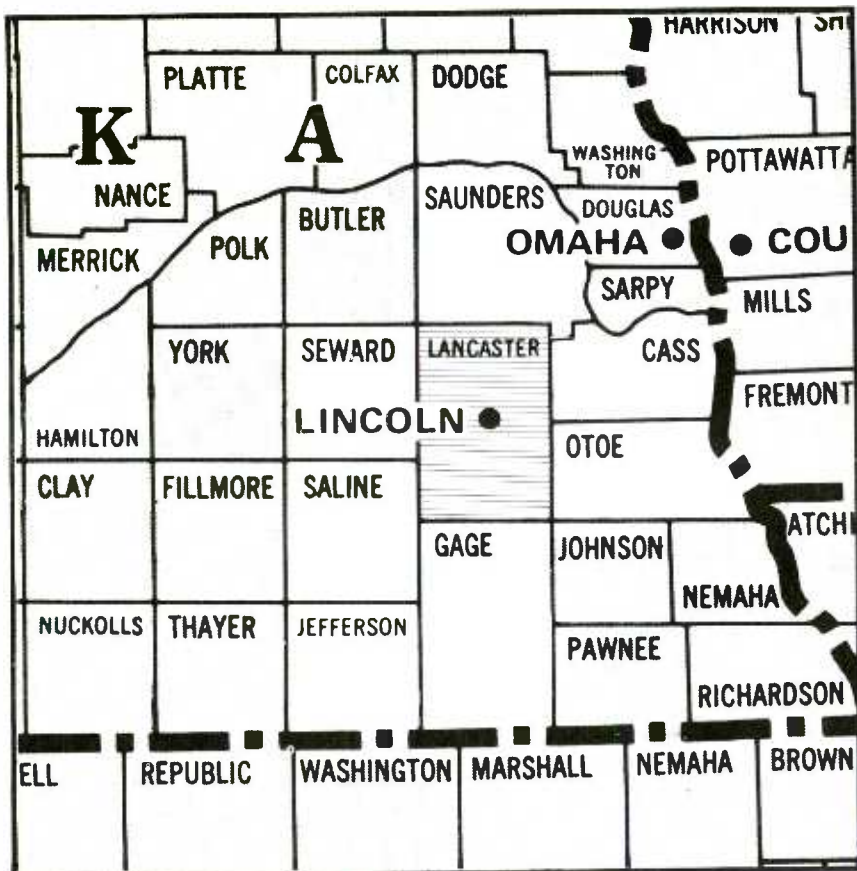 HARRISON
PLATTE
COLFAX
DODGE
K
A
WASHING
TON
POTTAWATTA
NANCE
SAUNDERS
DOUGLAS
BUTLER
OMAHA
COU
MERRICK
POLK
SARPY
MILLS
YORK
SEWARD
LANCASTER
CASS
FREMONT
LINCOLN
HAMILTON
OTOE
CLAY
FILLMORE
SALINE
ATCHI
GAGE
JOHNSON
NEMAHA
NUCKOLLS
THAYER
JEFFERSON
PAWNEE
RICHARDSON
ELL
REPUBLIC
WASHINGTON
MARSHALL
NEMAHA
BROWN